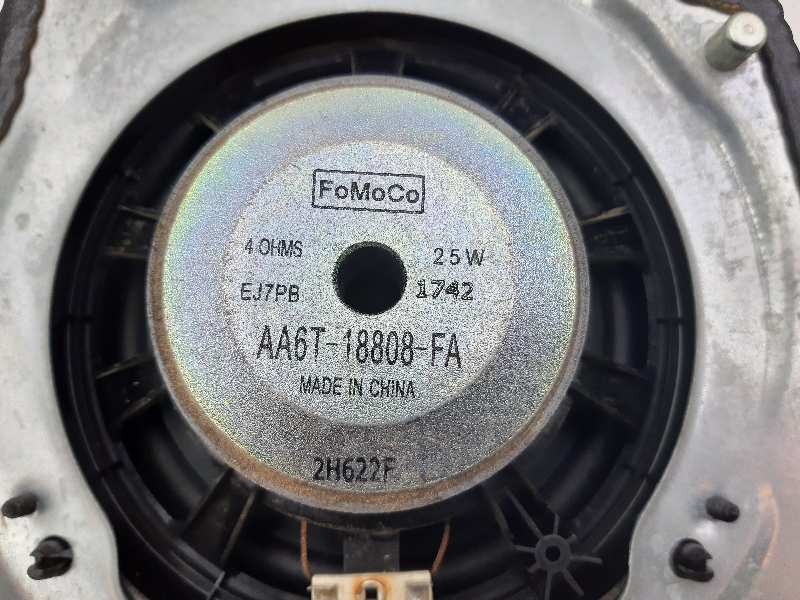 FoMoCo
4 OHMS 25W
EJ7PB 1742
AA6T-18808-FA
MADE IN CHINA
2H622F